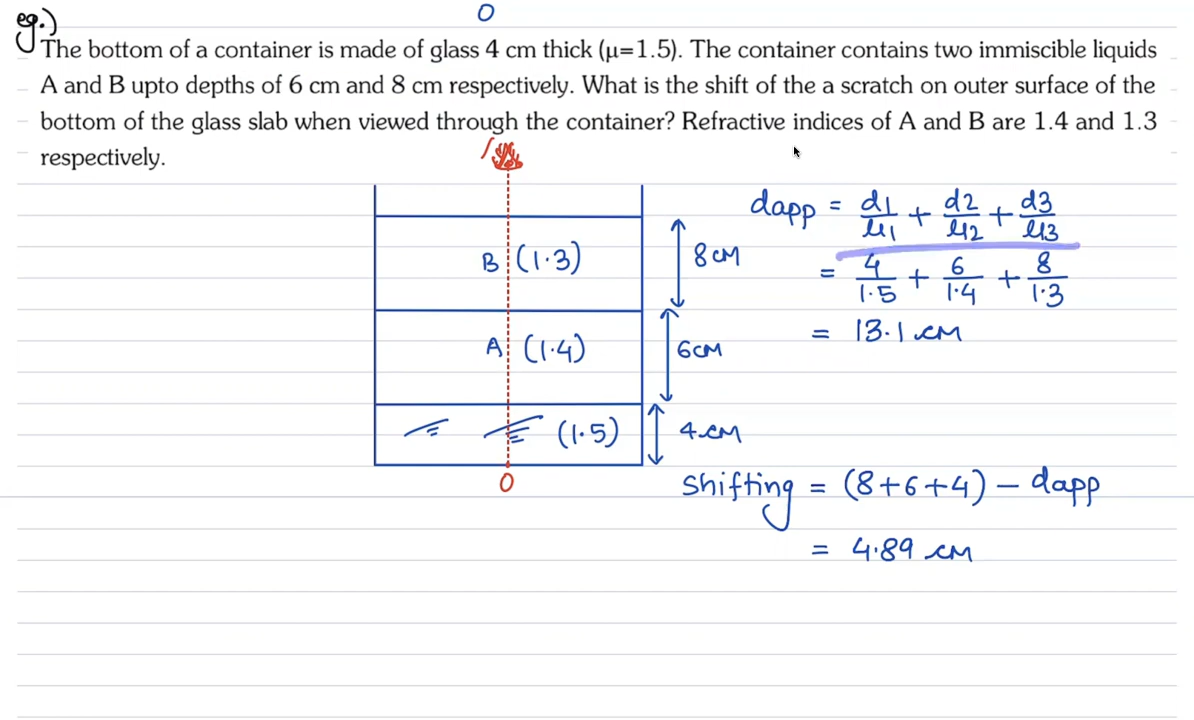 eg.)
O
The bottom of a container is made of glass 4 cm thick (μ=1.5). The container contains two immiscible liquids
A and B upto depths of 6 cm and 8 cm respectively. What is the shift of the a scratch on outer surface of the
bottom of the glass slab when viewed through the container? Refractive indices of A and B are 1.4 and 1.3
respectively.
dapp = d1/μ1 + d2/μ2 + d3/μ3
B (1.3)
8 cm
= 4/1.5 + 6/1.4 + 8/1.3
= 13.1 cm
A (1.4)
6 cm
(1.5)
4 cm
O
Shifting = (8+6+4) – dapp
= 4.89 cm